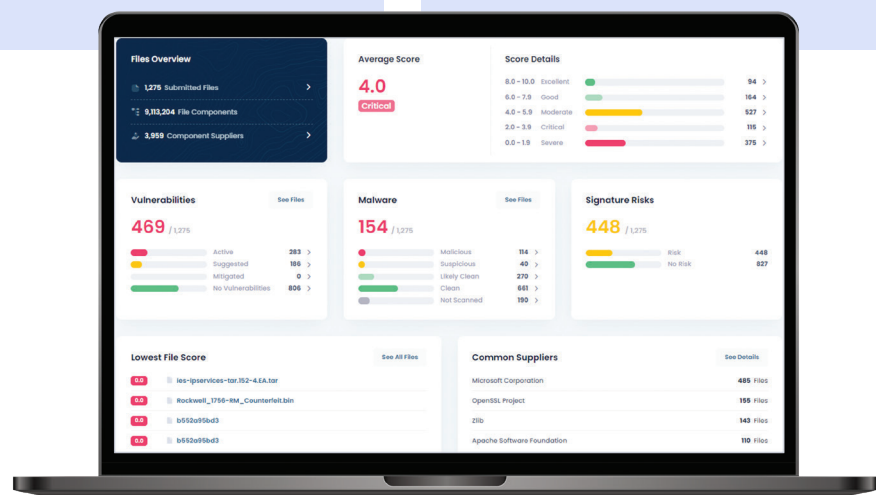 Files Overview
1,275 Submitted Files
9,113,204 File Components
3,959 Component Suppliers
Average Score
4.0
Critical
Score Details
8.0 - 10.0 Excellent 94
6.0 - 7.9 Good 164
4.0 - 5.9 Moderate 527
2.0 - 3.9 Critical 115
0.0 - 1.9 Severe 375
Vulnerabilities See Files
469 / 1,275
Active 283
Suggested 186
Mitigated 0
No Vulnerabilities 806
Malware See Files
154 / 1,275
Malicious 114
Suspicious 40
Likely Clean 270
Clean 661
Not Scanned 190
Signature Risks
448 / 1,275
Risk 448
No Risk 827
Lowest File Score See All Files
0.0 ies-ipservices-tar.152-4.EA.tar
0.0 Rockwell_1756-RM_Counterfeit.bin
0.0 b552a95bd3
0.0 b552a95bd3
Common Suppliers See Details
Microsoft Corporation 485 Files
OpenSSL Project 155 Files
Zlib 143 Files
Apache Software Foundation 110 Files